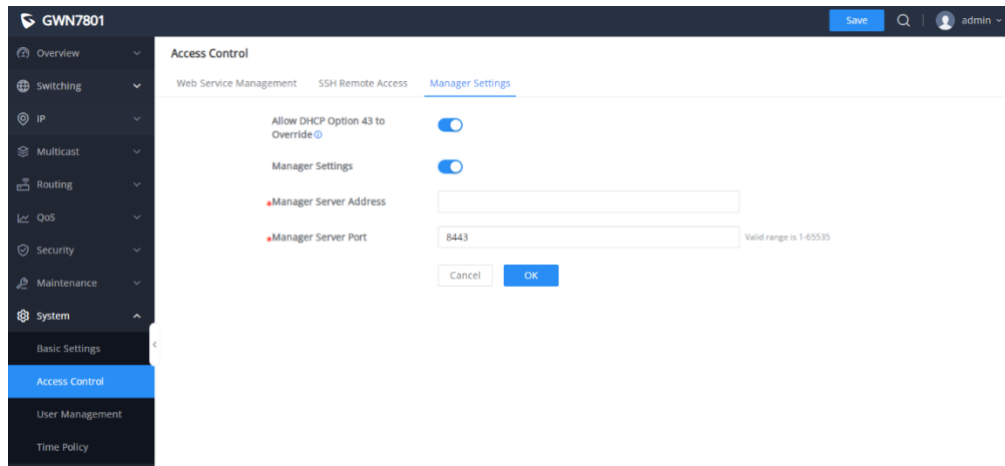 GWN7801
Save
admin
Overview
Switching
IP
Multicast
Routing
QoS
Security
Maintenance
System
Basic Settings
Access Control
User Management
Time Policy
Access Control
Web Service Management SSH Remote Access Manager Settings
Allow DHCP Option 43 to
Override
Manager Settings
*Manager Server Address
*Manager Server Port 8443 Valid range is 1-65535
Cancel OK